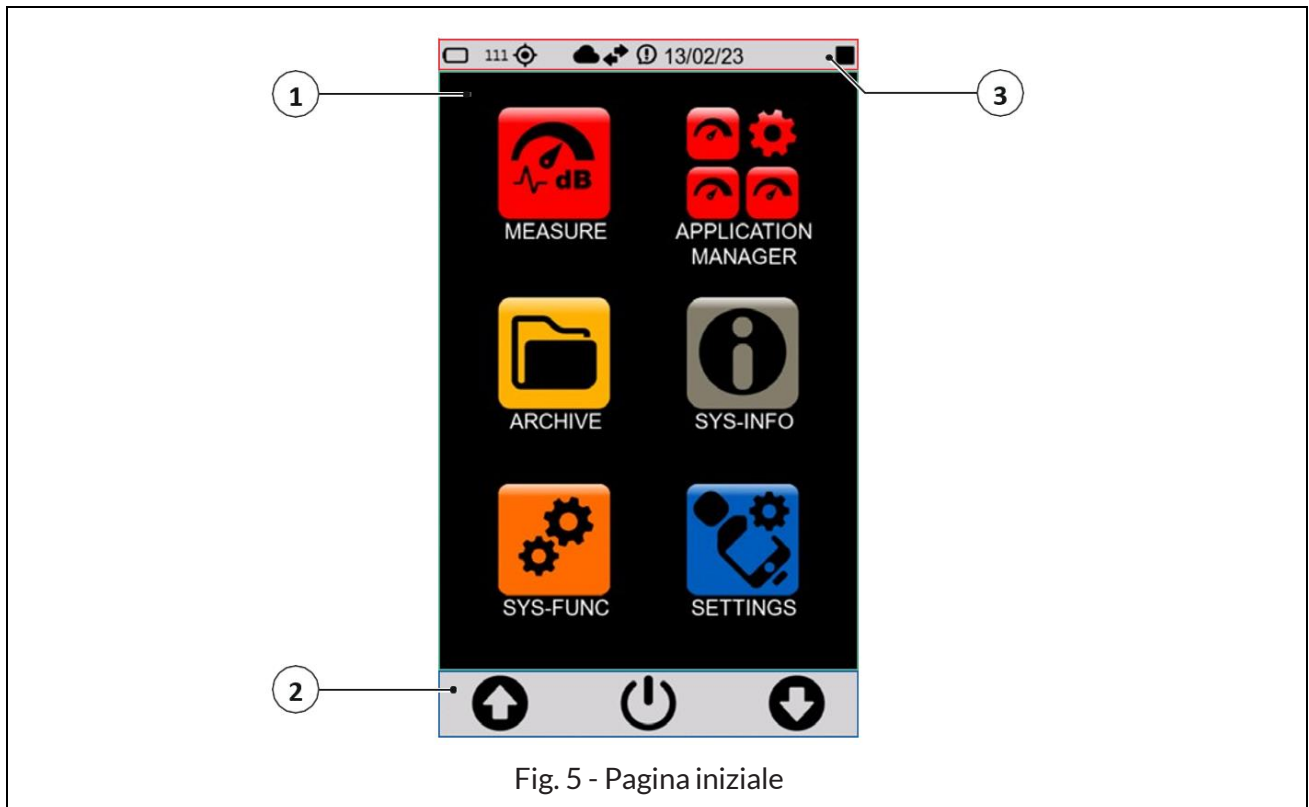 111 13/02/23
1
3
dB
MEASURE
APPLICATION
MANAGER
ARCHIVE
SYS-INFO
SYS-FUNC
SETTINGS
2
Fig. 5 - Pagina iniziale